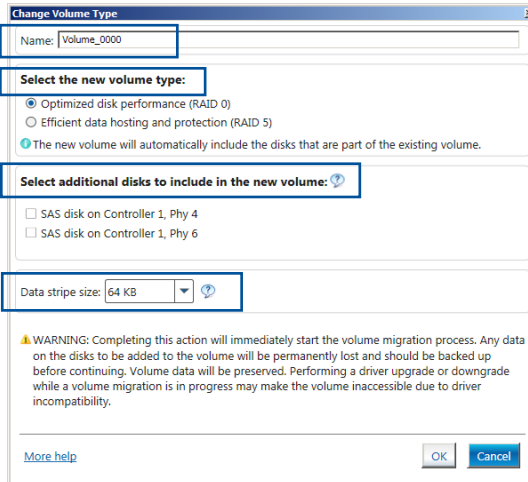 Change Volume Type
Name: Volume_0000
Select the new volume type:
Optimized disk performance (RAID 0)
Efficient data hosting and protection (RAID 5)
The new volume will automatically include the disks that are part of the existing volume.
Select additional disks to include in the new volume:
SAS disk on Controller 1, Phy 4
SAS disk on Controller 1, Phy 6
Data stripe size: 64 KB
WARNING: Completing this action will immediately start the volume migration process. Any data
on the disks to be added to the volume will be permanently lost and should be backed up
before continuing. Volume data will be preserved. Performing a driver upgrade or downgrade
while a volume migration is in progress may make the volume inaccessible due to driver
incompatibility.
More help
OK
Cancel